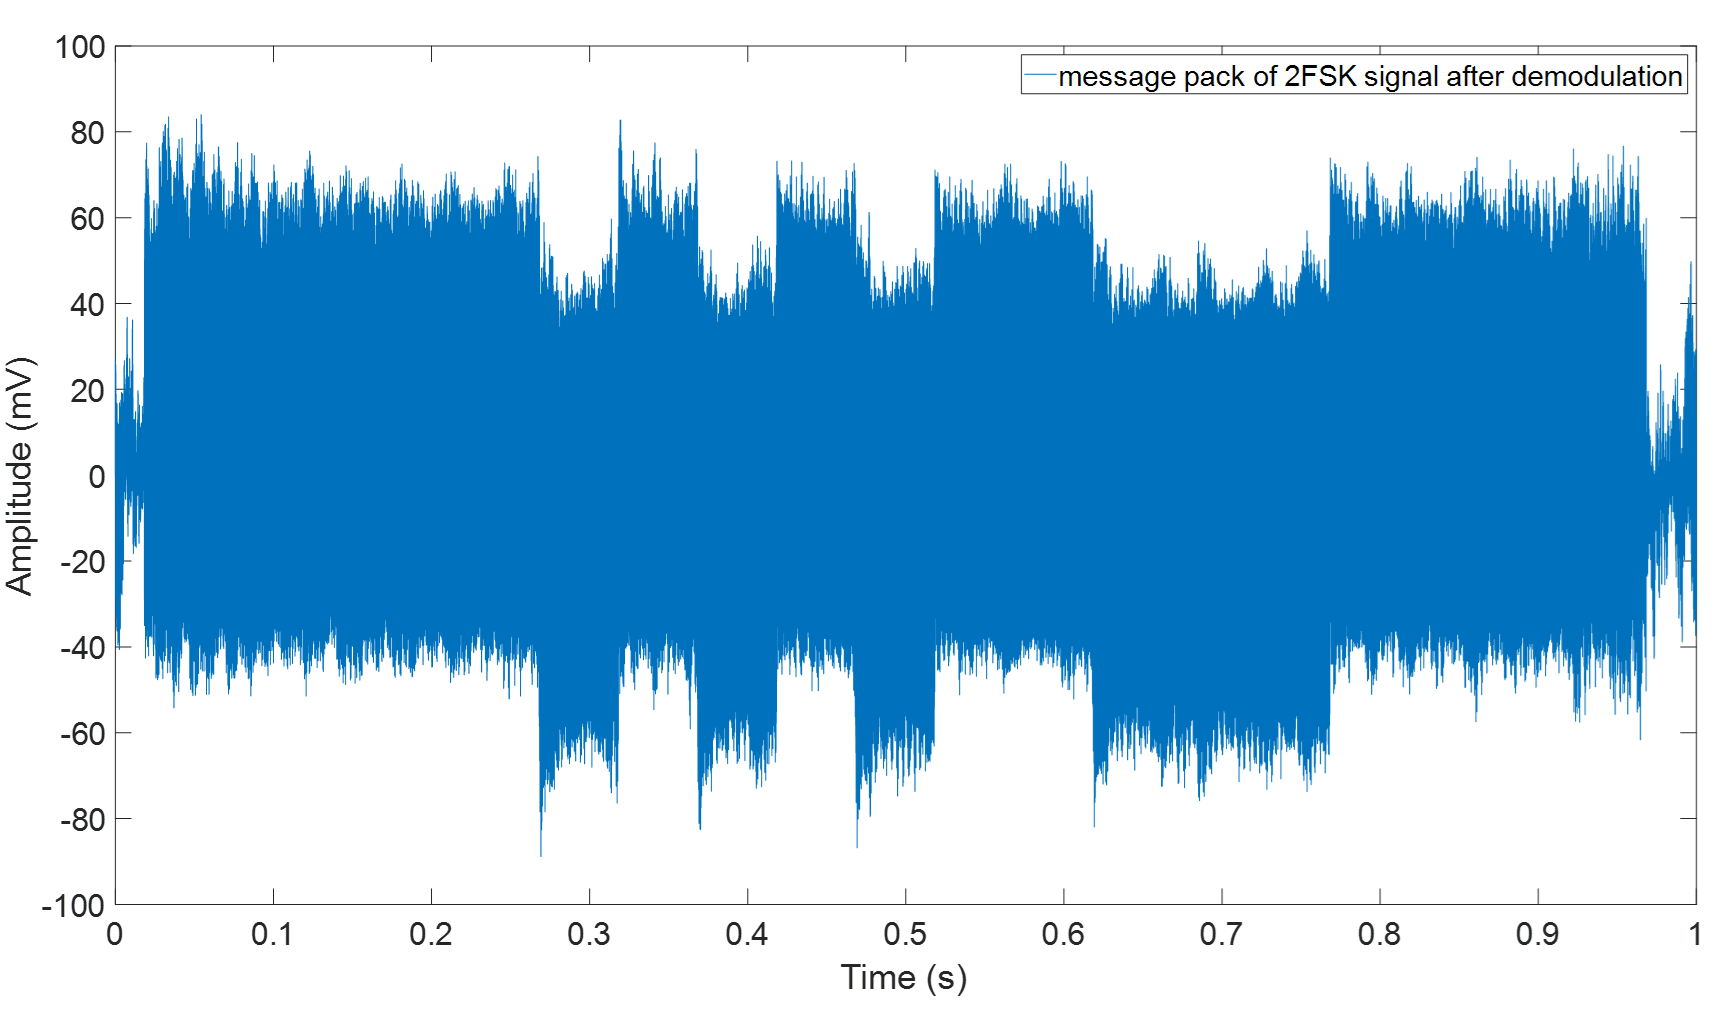 message pack of 2FSK signal after demodulation
100
80
60
40
20
0
-20
-40
-60
-80
-100
Amplitude (mV)
0 0.1 0.2 0.3 0.4 0.5 0.6 0.7 0.8 0.9 1
Time (s)